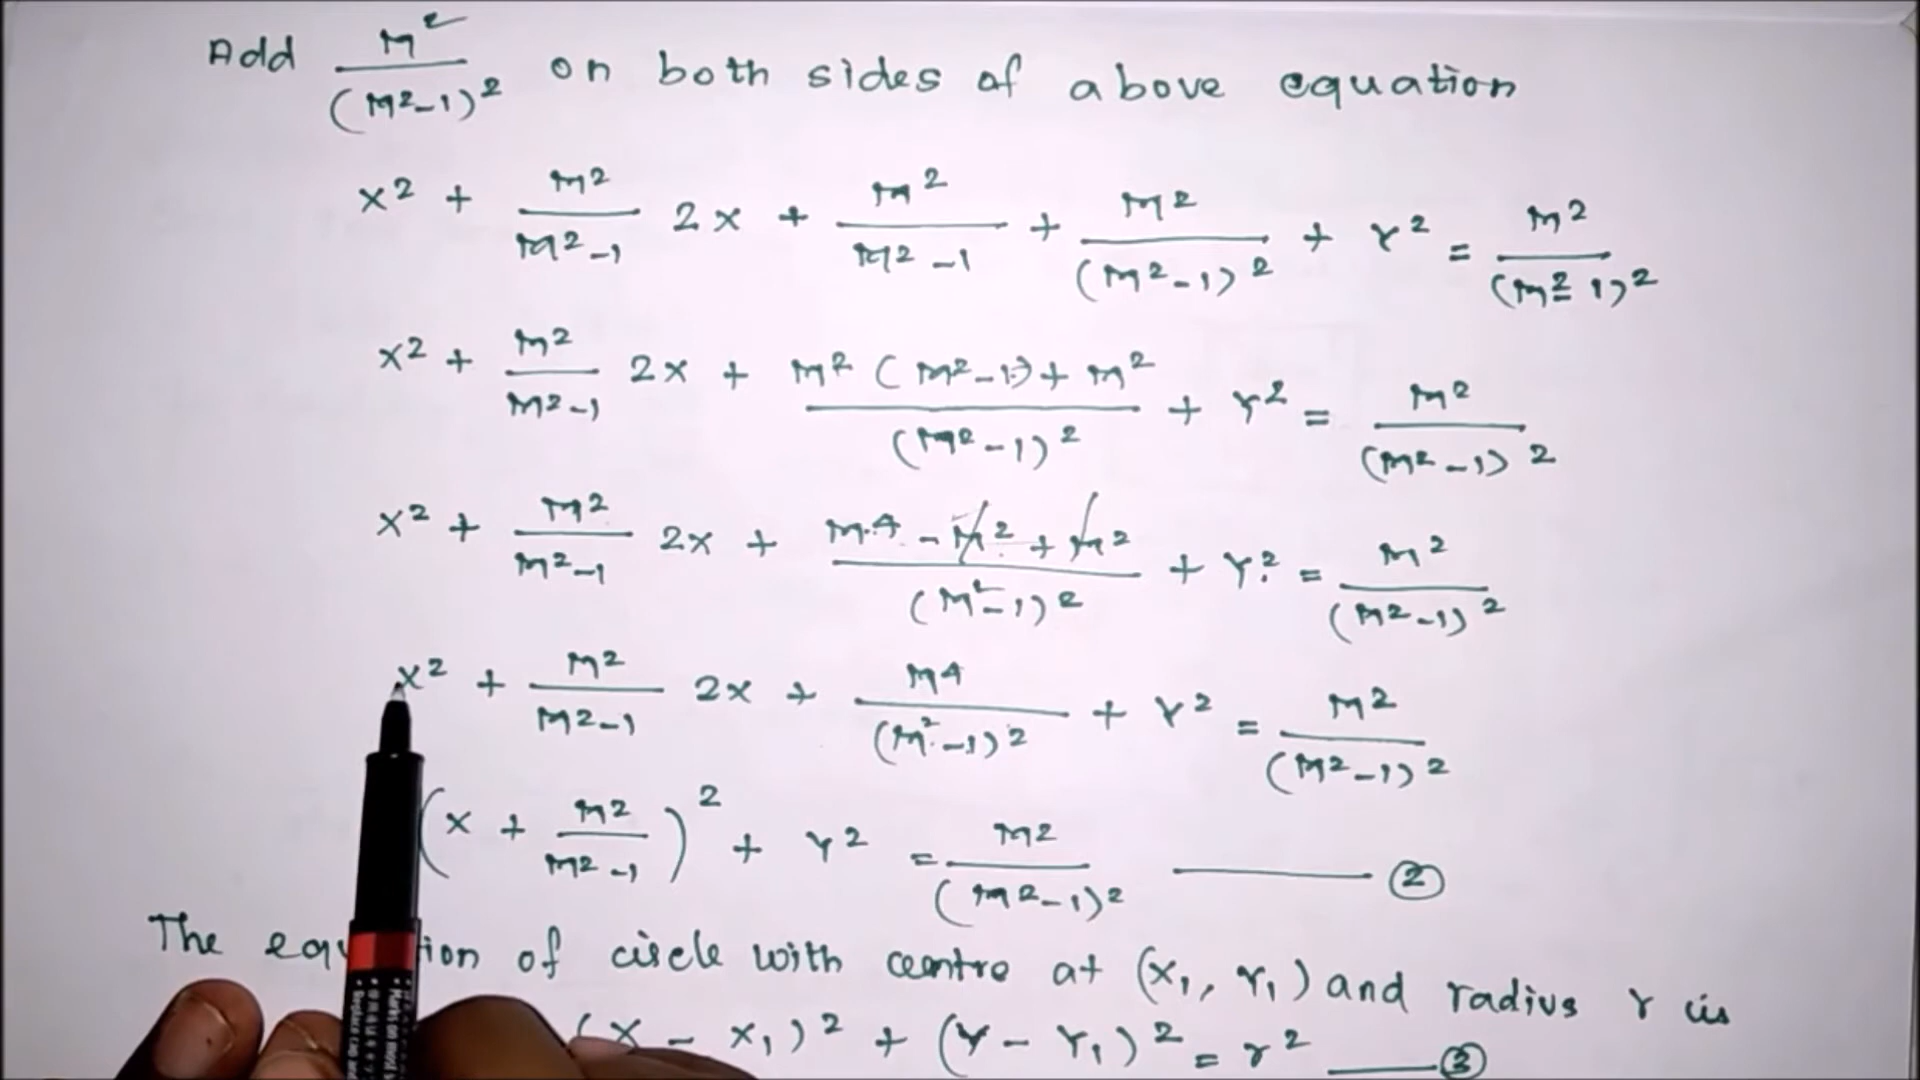 Add M²/(M²-1)² on both sides of above equation
x² + M²/(M²-1) 2x + M²/(M²-1) + M²/(M²-1)² + Y² = M²/(M²-1)²
x² + M²/(M²-1) 2x + (M²(M²-1)+M²)/(M²-1)² + Y² = M²/(M²-1)²
x² + M²/(M²-1) 2x + (M4-M²+M²)/(M²-1)² + Y² = M²/(M²-1)²
x² + M²/(M²-1) 2x + M4/(M²-1)² + Y² = M²/(M²-1)²
(x + M²/(M²-1))² + Y² = M²/(M²-1)² —— ②
The of circle with centre at (x₁, Y₁) and radius r is
(x - x₁)² + (Y - Y₁)² = r² —— ③